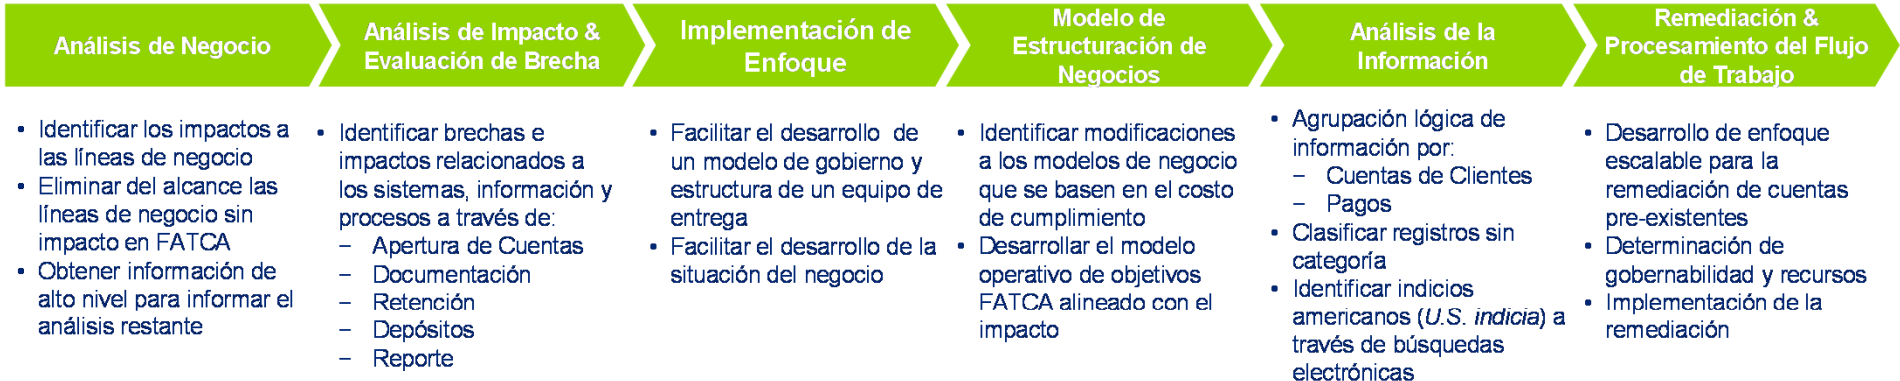 Análisis de Negocio
Análisis de Impacto &
Evaluación de Brecha
Implementación de
Enfoque
Modelo de
Estructuración de
Negocios
Análisis de la
Información
Remediación &
Procesamiento del Flujo
de Trabajo
• Identificar los impactos a
las líneas de negocio
• Eliminar del alcance las
líneas de negocio sin
impacto en FATCA
• Obtener información de
alto nivel para informar el
análisis restante
• Identificar brechas e
impactos relacionados a
los sistemas, información y
procesos a través de:
– Apertura de Cuentas
– Documentación
– Retención
– Depósitos
– Reporte
• Facilitar el desarrollo de
un modelo de gobierno y
estructura de un equipo de
entrega
• Facilitar el desarrollo de la
situación del negocio
• Identificar modificaciones
a los modelos de negocio
que se basen en el costo
de cumplimiento
• Desarrollar el modelo
operativo de objetivos
FATCA alineado con el
impacto
• Agrupación lógica de
información por:
– Cuentas de Clientes
– Pagos
• Clasificar registros sin
categoría
• Identificar indicios
americanos (U.S. indicia) a
través de búsquedas
electrónicas
• Desarrollo de enfoque
escalable para la
remediación de cuentas
pre-existentes
• Determinación de
gobernabilidad y recursos
• Implementación de la
remediación